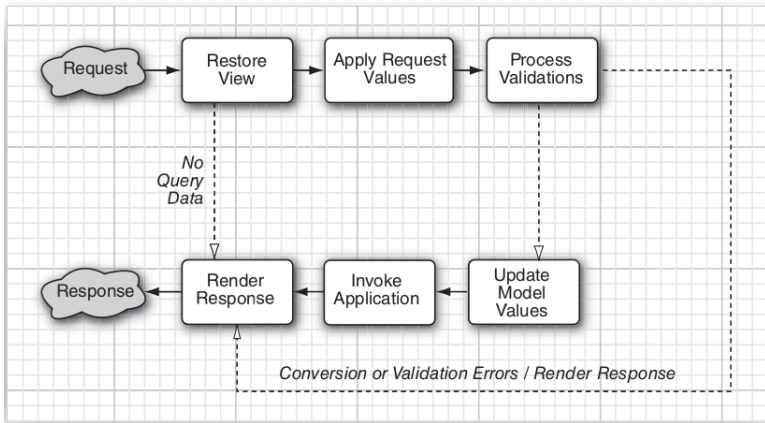 Request
Restore
View
Apply Request
Values
Process
Validations
No
Query
Data
Response
Render
Response
Invoke
Application
Update
Model
Values
Conversion or Validation Errors / Render Response